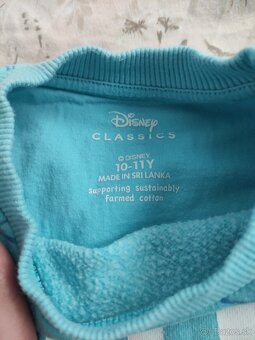 Disney
CLASSICS
© DISNEY
10-11Y
MADE IN SRI LANKA
supporting sustainably
farmed cotton